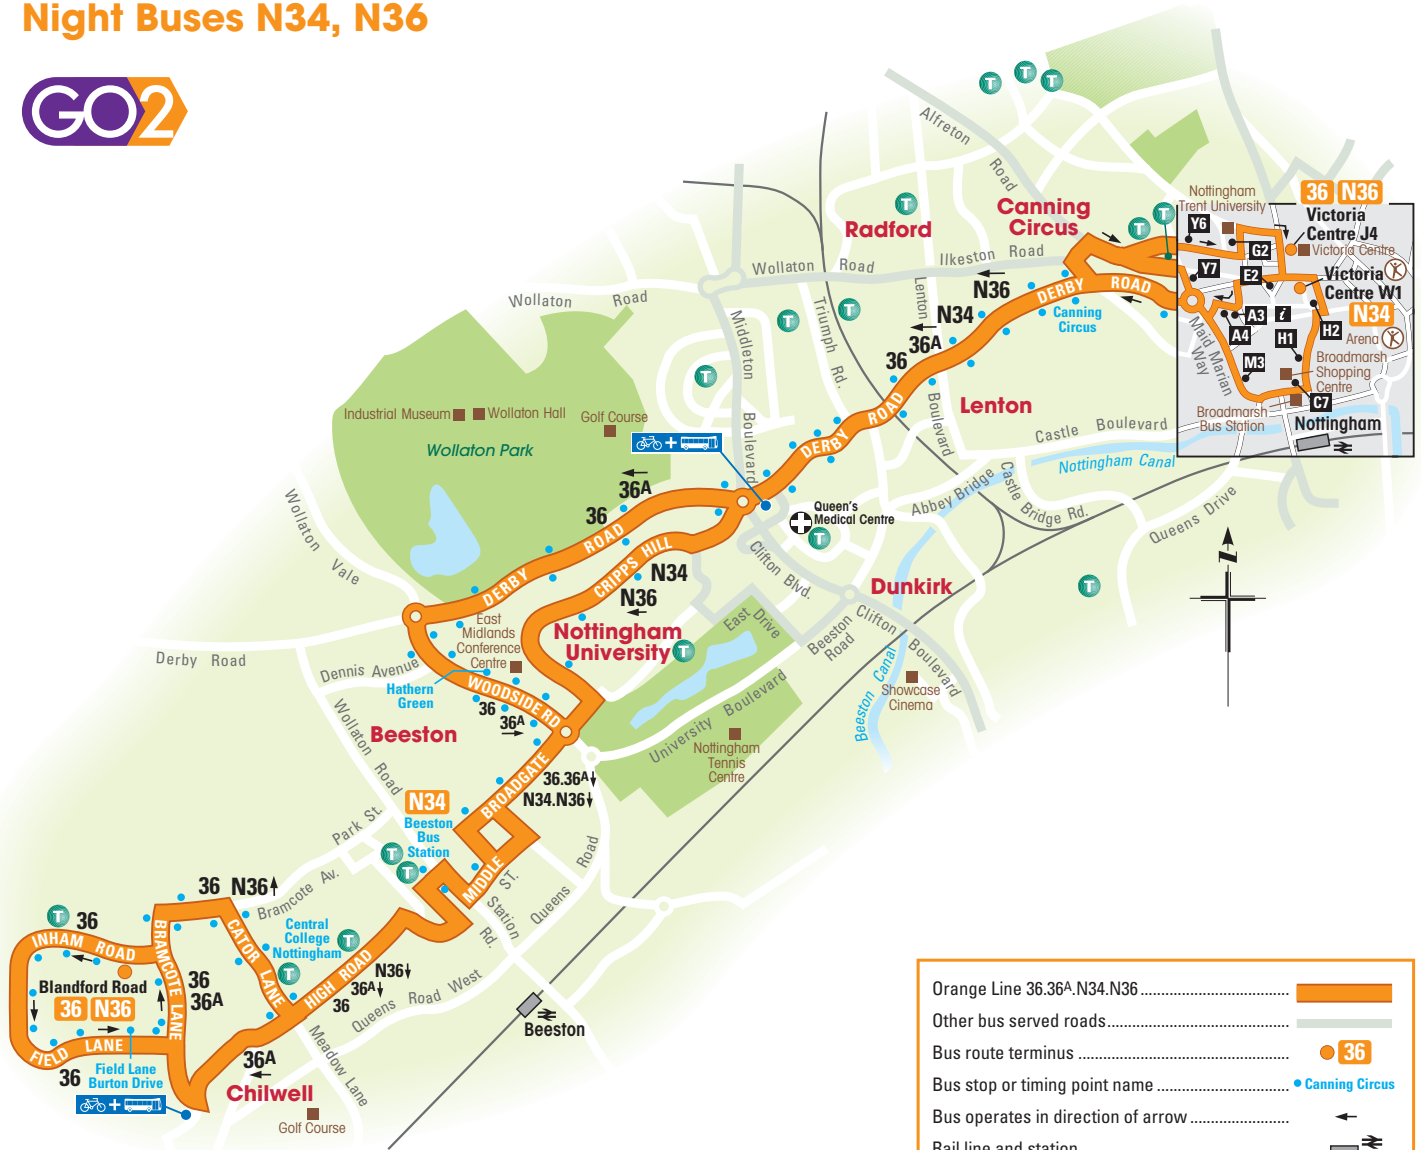 Night Buses N34, N36
GO2
Alfreton
Road
Canning
Circus
Radford
Nottingham
Trent University
36 N36
Victoria
Centre J4
Victoria Centre
Y6
G2
Y7
E2
Victoria
Centre W1
N34
A3
i
A4
H1
H2
Arena
M3
Broadmarsh
Shopping
Centre
C7
Broadmarsh
Bus Station
Nottingham
Maid Marian
Way
Ilkeston Road
Wollaton Road
Wollaton Road
N36
DERBY ROAD
Canning
Circus
N34
36A
36
Lenton
Boulevard
Triumph Rd.
Middleton
Boulevard
Lenton
Castle Boulevard
Nottingham Canal
Industrial Museum
Wollaton Hall
Golf Course
Wollaton Park
+
DERBY ROAD
36A
36
Queen's
Medical Centre
Abbey Bridge
Castle Bridge Rd.
Queens Drive
N
Wollaton
Vale
DERBY ROAD
CRIPPS HILL
N34
N36
Clifton Blvd.
Dunkirk
East
Midlands
Conference
Centre
Nottingham
University
East
Drive
Beeston
Road
Clifton
Boulevard
Derby Road
Dennis Avenue
Hathern
Green
WOODSIDE RD
36
36A
Beeston Canal
Showcase
Cinema
University Boulevard
Nottingham
Tennis
Centre
Beeston
Wollaton
Road
BROADGATE
36.36A
N34.N36
N34
Beeston
Bus
Station
Park St.
MIDDLE
ST.
Station
Rd.
Queens
Road
36 N36
Bramcote Av.
Central
College
Nottingham
36
INHAM ROAD
BRAMCOTE LANE
CATOR LANE
HIGH ROAD
N36
36A
36
Queens Road West
Blandford Road
36 N36
36
36A
FIELD LANE
36
Field Lane
Burton Drive
+
36A
Meadow Lane
Chilwell
Golf Course
Beeston
Orange Line 36.36A.N34.N36
Other bus served roads
Bus route terminus 36
Bus stop or timing point name Canning Circus
Bus operates in direction of arrow
Rail line and station